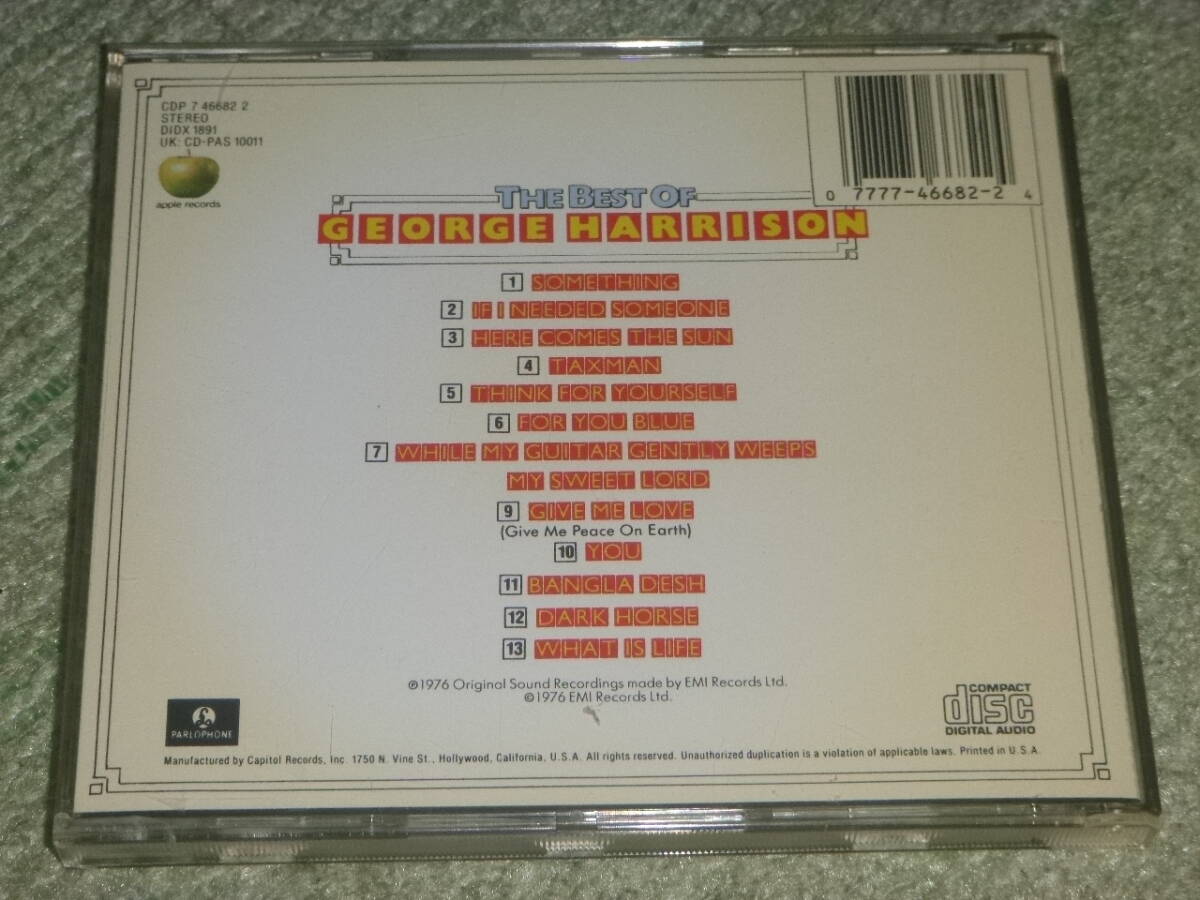 CDP 7 46682 2
STEREO
DIDX 1891
UK: CD-PAS 10011
apple records
0 7777-46682-2 4
THE BEST OF
GEORGE HARRISON
1 SOMETHING
2 IF I NEEDED SOMEONE
3 HERE COMES THE SUN
4 TAXMAN
5 THINK FOR YOURSELF
6 FOR YOU BLUE
7 WHILE MY GUITAR GENTLY WEEPS
MY SWEET LORD
9 GIVE ME LOVE
(Give Me Peace On Earth)
10 YOU
11 BANGLA DESH
12 DARK HORSE
13 WHAT IS LIFE
℗1976 Original Sound Recordings made by EMI Records Ltd.
©1976 EMI Records Ltd.
PARLOPHONE
COMPACT
disc
DIGITAL AUDIO
Manufactured by Capitol Records, Inc. 1750 N. Vine St., Hollywood, California, U.S.A. All rights reserved. Unauthorized duplication is a violation of applicable laws. Printed in U.S.A.